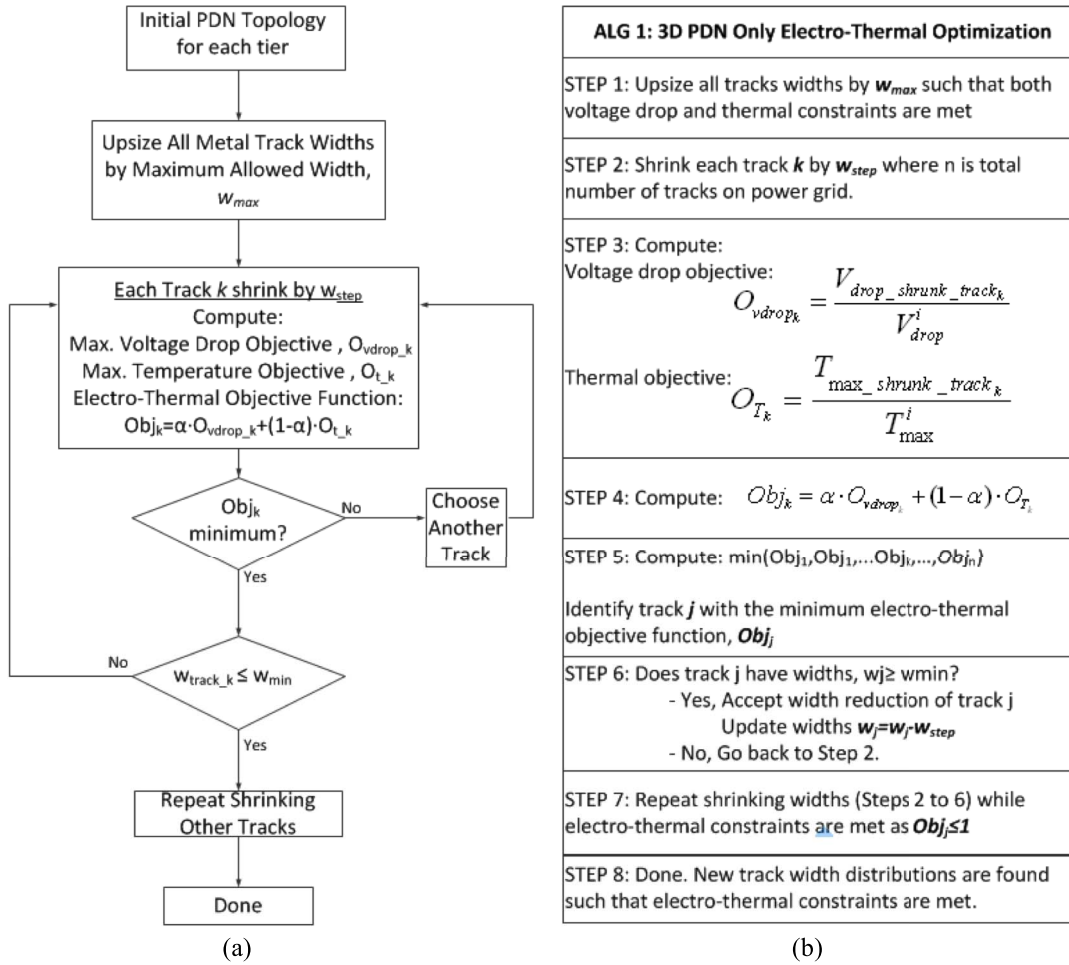 Initial PDN Topology
for each tier
Upsize All Metal Track Widths
by Maximum Allowed Width,
wmax
Each Track k shrink by wstep
Compute:
Max. Voltage Drop Objective , Ovdrop_k
Max. Temperature Objective , Ot_k
Electro-Thermal Objective Function:
Objk=α·Ovdrop_k+(1-α)·Ot_k
Objk
minimum?
No
Choose
Another
Track
Yes
No
Wtrack_k ≤ Wmin
Yes
Repeat Shrinking
Other Tracks
Done
(a)
ALG 1: 3D PDN Only Electro-Thermal Optimization
STEP 1: Upsize all tracks widths by wmax such that both
voltage drop and thermal constraints are met
STEP 2: Shrink each track k by wstep where n is total
number of tracks on power grid.
STEP 3: Compute:
Voltage drop objective:
Ovdropk = Vdrop_shrunk_trackk / V^i drop
Thermal objective:
OTk = Tmax_shrunk_trackk / T^i max
STEP 4: Compute: Objk = α · Ovdropk + (1−α) · OTk
STEP 5: Compute: min{Obj1,Obj1,...Objk,...,Objn}
Identify track j with the minimum electro-thermal
objective function, Objj
STEP 6: Does track j have widths, wj≥ wmin?
- Yes, Accept width reduction of track j
Update widths wj=wj-wstep
- No, Go back to Step 2.
STEP 7: Repeat shrinking widths (Steps 2 to 6) while
electro-thermal constraints are met as Objj≤1
STEP 8: Done. New track width distributions are found
such that electro-thermal constraints are met.
(b)